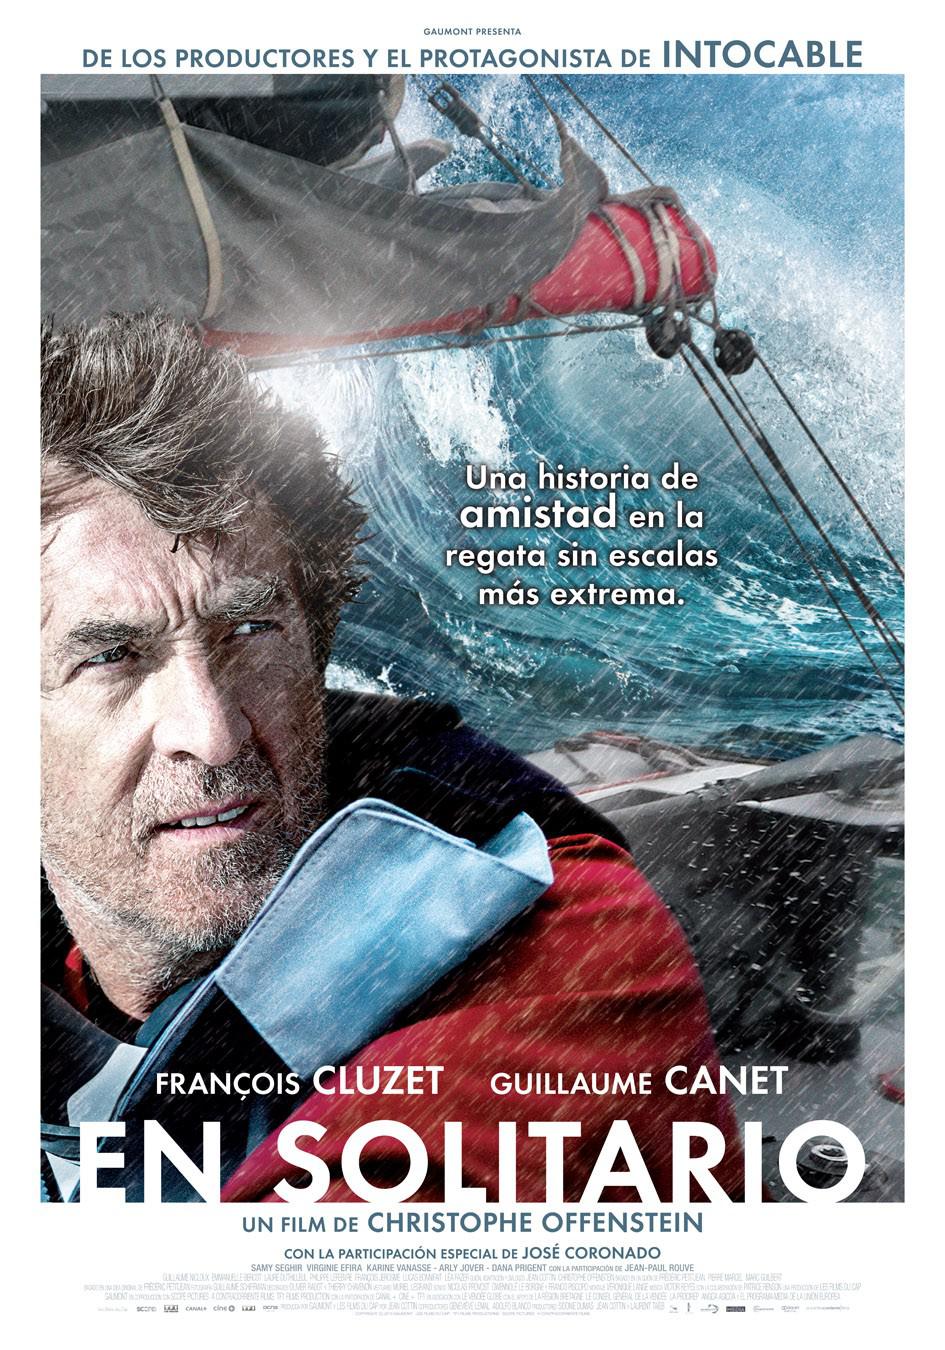 GAUMONT PRESENTA
DE LOS PRODUCTORES Y EL PROTAGONISTA DE INTOCABLE
Una historia de
amistad en la
regata sin escalas
más extrema.
FRANÇOIS CLUZET GUILLAUME CANET
EN SOLITARIO
UN FILM DE CHRISTOPHE OFFENSTEIN
CON LA PARTICIPACIÓN ESPECIAL DE JOSÉ CORONADO
SAMY SEGHIR VIRGINIE EFIRA KARINE VANASSE - ARLY JOVER - DANA PRIGENT CON LA PARTICIPACIÓN DE JEAN-PAUL ROUVE